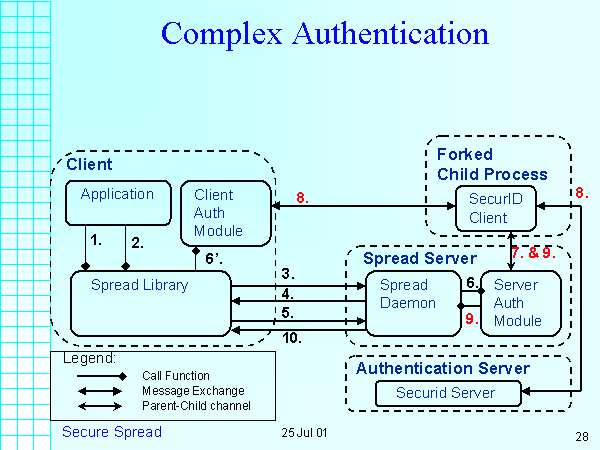 Complex Authentication
Forked
Child Process
Client
Application
Client
Auth
Module
8.
SecurID
Client
8.
1.
2.
6’.
7. & 9.
Spread Server
Spread Library
3.
4.
5.
10.
Spread
Daemon
6.
9.
Server
Auth
Module
Legend:
Call Function
Message Exchange
Parent-Child channel
Authentication Server
Securid Server
Secure Spread
25 Jul 01
28